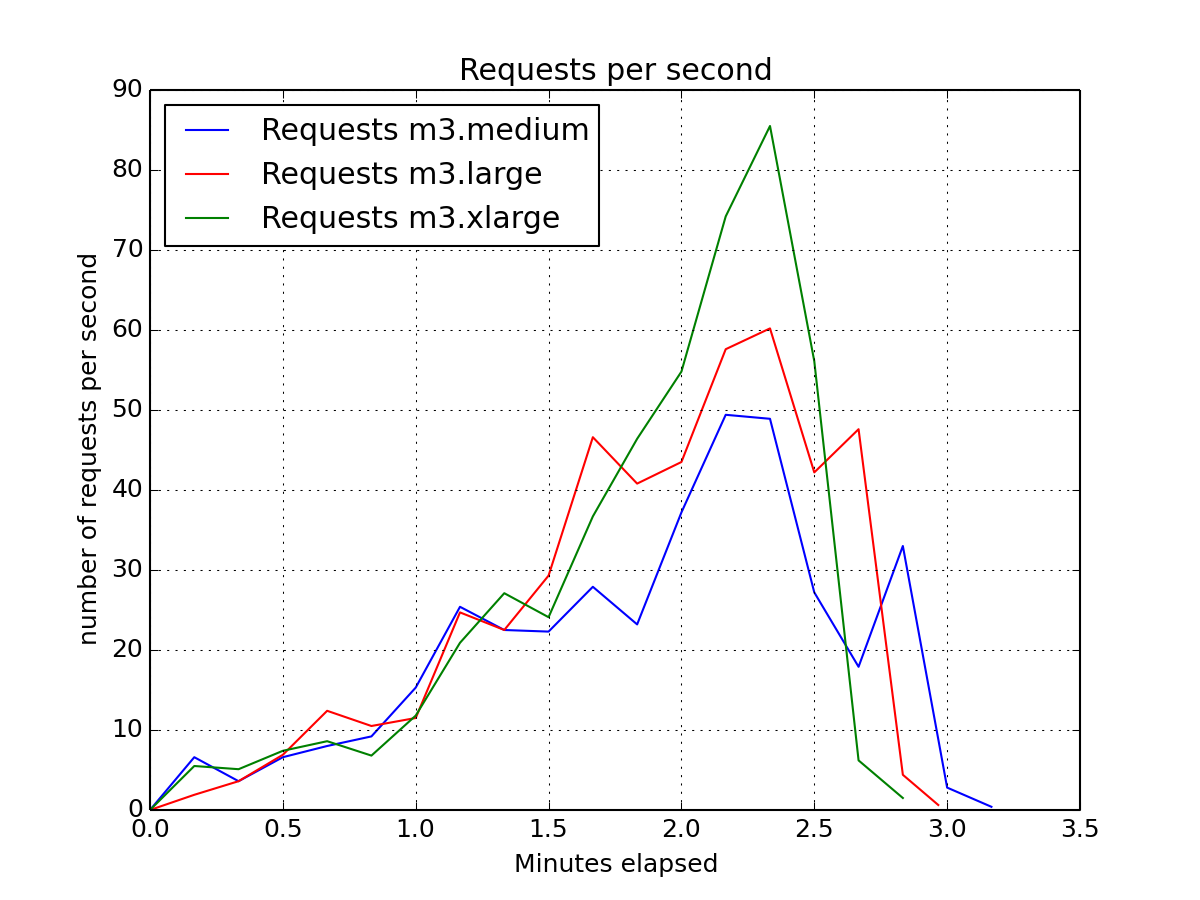 Requests per second
90
80
70
60
50
40
30
20
10
0
number of requests per second
Requests m3.medium
Requests m3.large
Requests m3.xlarge
0.0 0.5 1.0 1.5 2.0 2.5 3.0 3.5
Minutes elapsed